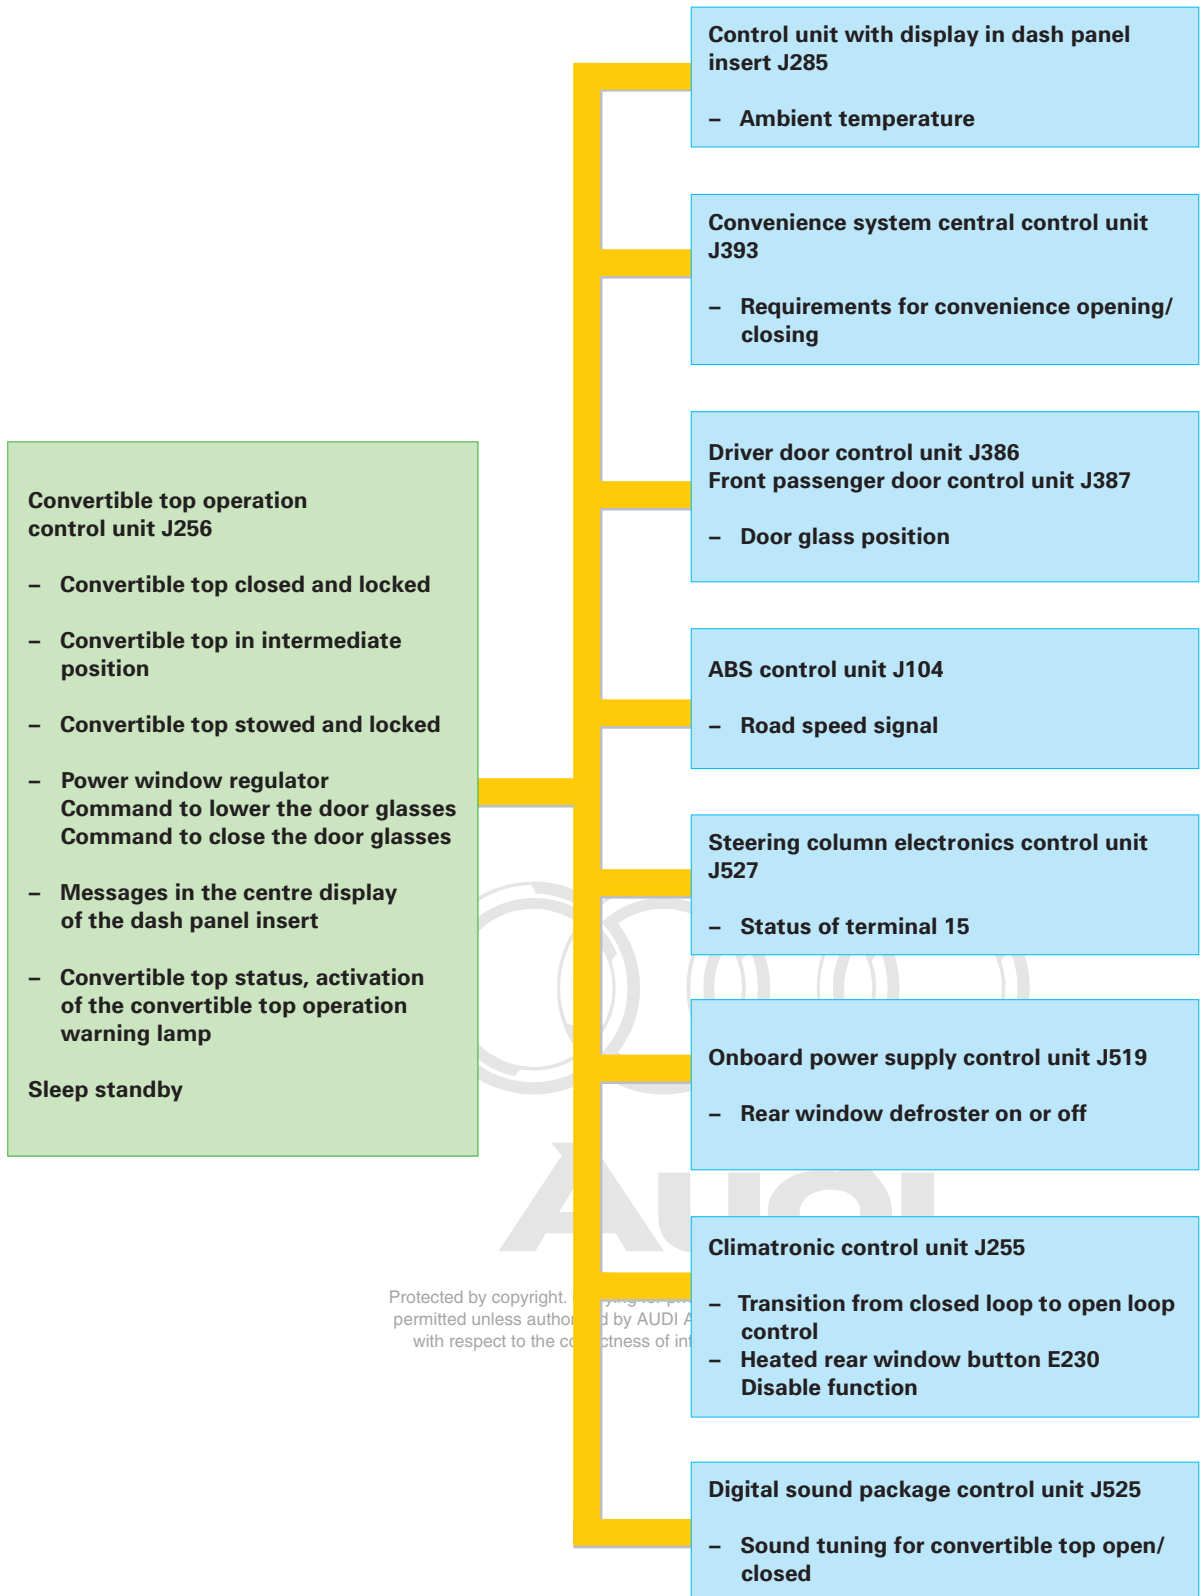 Control unit with display in dash panel
insert J285
– Ambient temperature
Convenience system central control unit
J393
– Requirements for convenience opening/
closing
Driver door control unit J386
Front passenger door control unit J387
– Door glass position
ABS control unit J104
– Road speed signal
Steering column electronics control unit
J527
– Status of terminal 15
Onboard power supply control unit J519
– Rear window defroster on or off
Climatronic control unit J255
– Transition from closed loop to open loop
control
– Heated rear window button E230
Disable function
Digital sound package control unit J525
– Sound tuning for convertible top open/
closed
Convertible top operation
control unit J256
– Convertible top closed and locked
– Convertible top in intermediate
position
– Convertible top stowed and locked
– Power window regulator
Command to lower the door glasses
Command to close the door glasses
– Messages in the centre display
of the dash panel insert
– Convertible top status, activation
of the convertible top operation
warning lamp
Sleep standby
Audi
Protected by copyright.
permitted unless by AUDI
with respect to the of